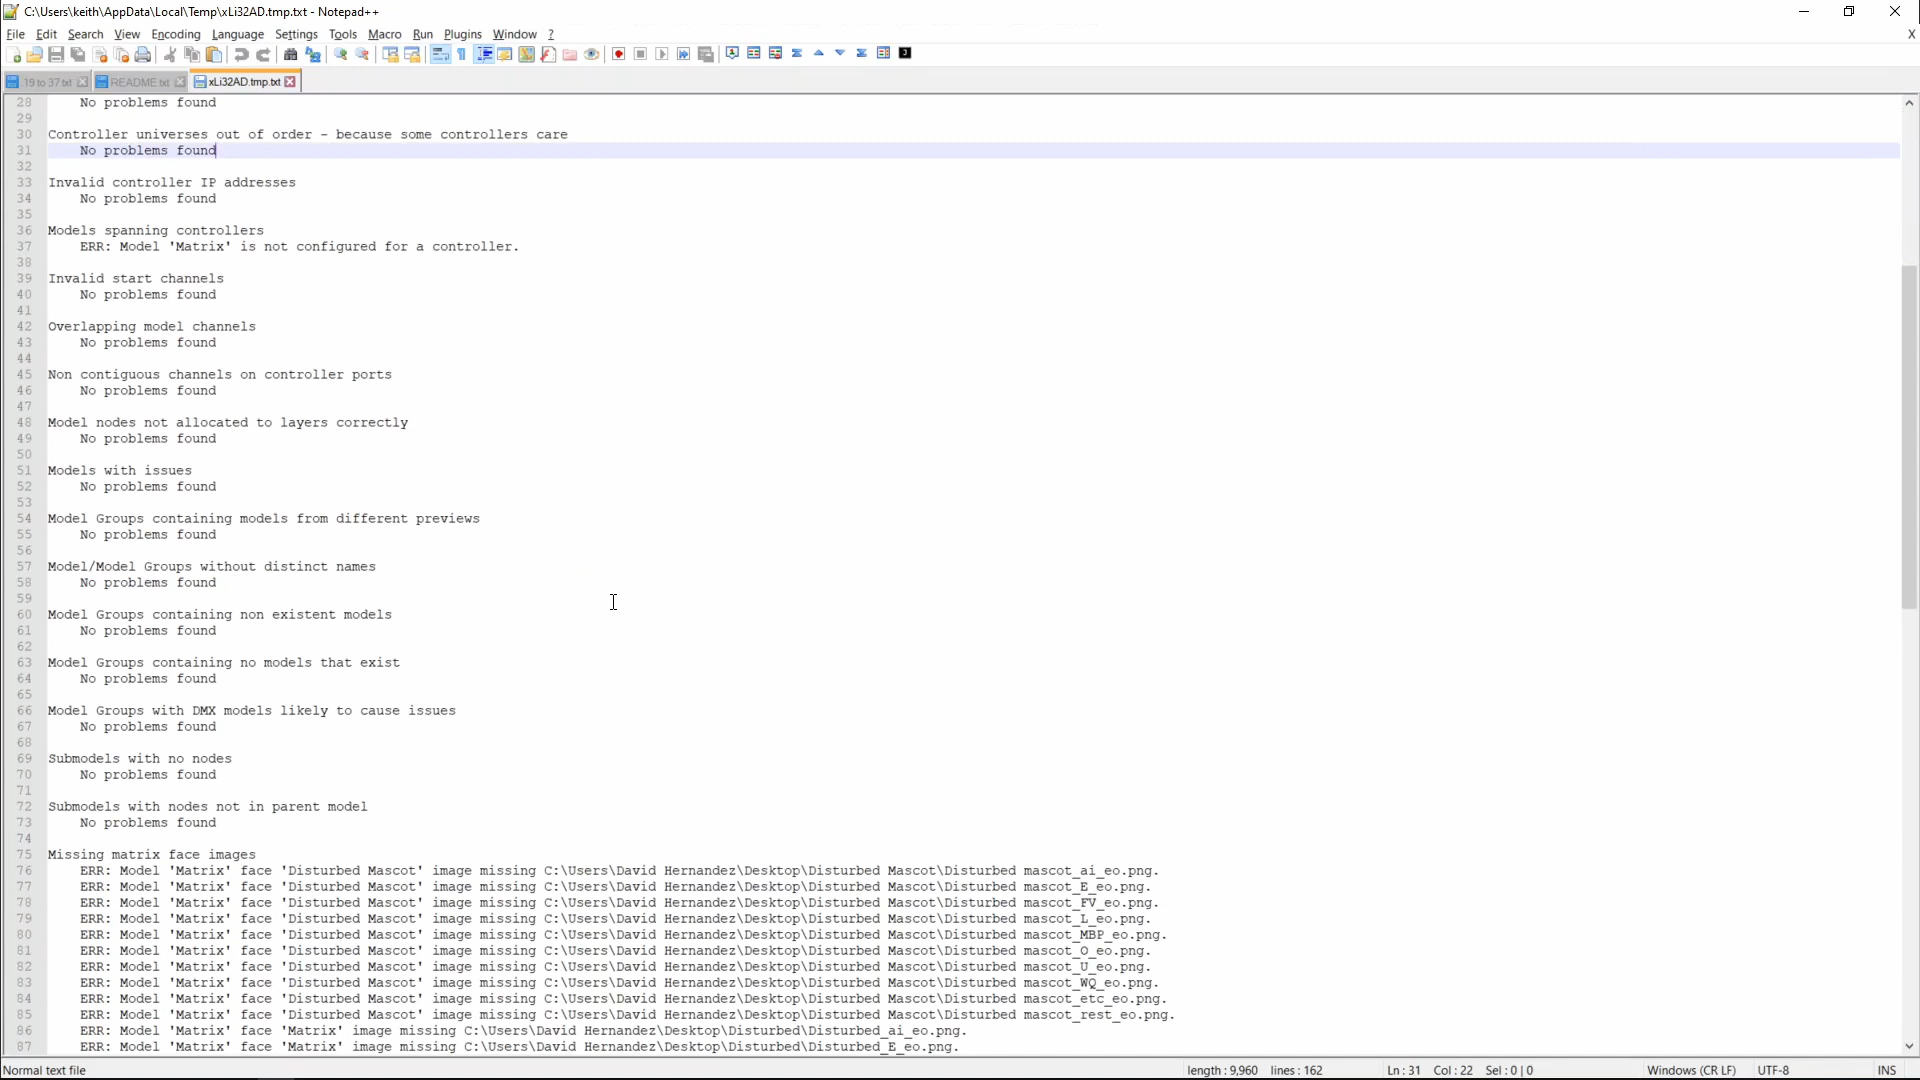 C:\Users\keith\AppData\Local\Temp\xLi32AD.tmp.txt - Notepad++
File Edit Search View Encoding Language Settings Tools Macro Run Plugins Window ? X
19 to 37.txt README.txt xLi32AD.tmp.txt
28 No problems found
29
30 Controller universes out of order - because some controllers care
31 No problems found
32
33 Invalid controller IP addresses
34 No problems found
35
36 Models spanning controllers
37 ERR: Model 'Matrix' is not configured for a controller.
38
39 Invalid start channels
40 No problems found
41
42 Overlapping model channels
43 No problems found
44
45 Non contiguous channels on controller ports
46 No problems found
47
48 Model nodes not allocated to layers correctly
49 No problems found
50
51 Models with issues
52 No problems found
53
54 Model Groups containing models from different previews
55 No problems found
56
57 Model/Model Groups without distinct names
58 No problems found
59
60 Model Groups containing non existent models
61 No problems found
62
63 Model Groups containing no models that exist
64 No problems found
65
66 Model Groups with DMX models likely to cause issues
67 No problems found
68
69 Submodels with no nodes
70 No problems found
71
72 Submodels with nodes not in parent model
73 No problems found
74
75 Missing matrix face images
76 ERR: Model 'Matrix' face 'Disturbed Mascot' image missing C:\Users\David Hernandez\Desktop\Disturbed Mascot\Disturbed mascot_ai_eo.png.
77 ERR: Model 'Matrix' face 'Disturbed Mascot' image missing C:\Users\David Hernandez\Desktop\Disturbed Mascot\Disturbed mascot_E_eo.png.
78 ERR: Model 'Matrix' face 'Disturbed Mascot' image missing C:\Users\David Hernandez\Desktop\Disturbed Mascot\Disturbed mascot_FV_eo.png.
79 ERR: Model 'Matrix' face 'Disturbed Mascot' image missing C:\Users\David Hernandez\Desktop\Disturbed Mascot\Disturbed mascot_L_eo.png.
80 ERR: Model 'Matrix' face 'Disturbed Mascot' image missing C:\Users\David Hernandez\Desktop\Disturbed Mascot\Disturbed mascot_MBP_eo.png.
81 ERR: Model 'Matrix' face 'Disturbed Mascot' image missing C:\Users\David Hernandez\Desktop\Disturbed Mascot\Disturbed mascot_O_eo.png.
82 ERR: Model 'Matrix' face 'Disturbed Mascot' image missing C:\Users\David Hernandez\Desktop\Disturbed Mascot\Disturbed mascot_U_eo.png.
83 ERR: Model 'Matrix' face 'Disturbed Mascot' image missing C:\Users\David Hernandez\Desktop\Disturbed Mascot\Disturbed mascot_WQ_eo.png.
84 ERR: Model 'Matrix' face 'Disturbed Mascot' image missing C:\Users\David Hernandez\Desktop\Disturbed Mascot\Disturbed mascot_etc_eo.png.
85 ERR: Model 'Matrix' face 'Disturbed Mascot' image missing C:\Users\David Hernandez\Desktop\Disturbed Mascot\Disturbed mascot_rest_eo.png.
86 ERR: Model 'Matrix' face 'Matrix' image missing C:\Users\David Hernandez\Desktop\Disturbed\Disturbed_ai_eo.png.
87 ERR: Model 'Matrix' face 'Matrix' image missing C:\Users\David Hernandez\Desktop\Disturbed\Disturbed_E_eo.png.
Normal text file length : 9,960 lines : 162 Ln : 31 Col : 22 Sel : 0 | 0 Windows (CR LF) UTF-8 INS